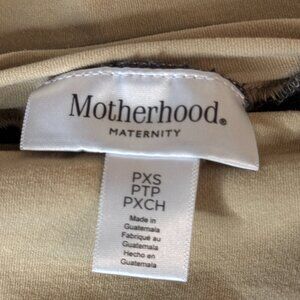 Motherhood®
MATERNITY
PXS
PTP
PXCH
Made in
Guatemala
Fabriqué au
Guatemala
Hecho en
Guatemala